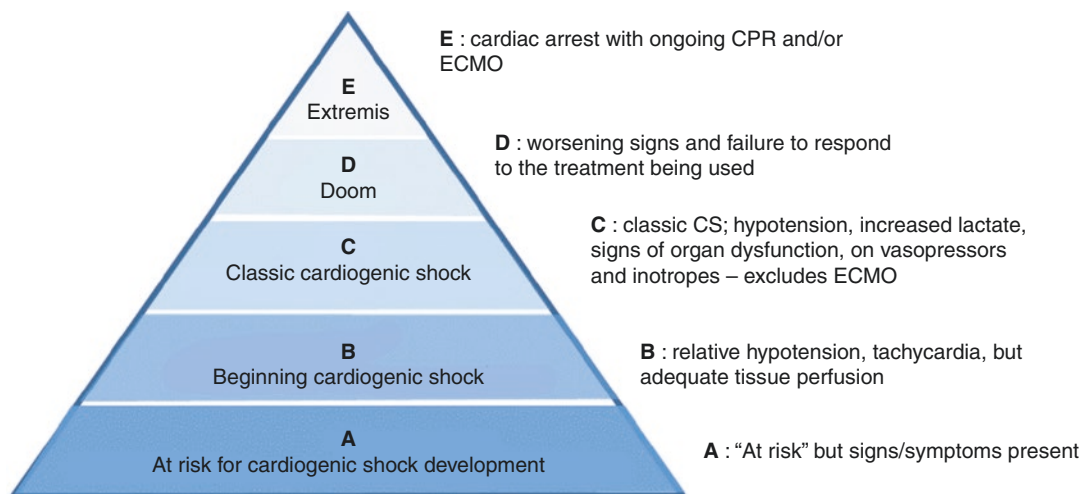 E : cardiac arrest with ongoing CPR and/or
ECMO
E
Extremis
D : worsening signs and failure to respond
to the treatment being used
D
Doom
C : classic CS; hypotension, increased lactate,
signs of organ dysfunction, on vasopressors
and inotropes – excludes ECMO
C
Classic cardiogenic shock
B : relative hypotension, tachycardia, but
adequate tissue perfusion
B
Beginning cardiogenic shock
A : “At risk” but signs/symptoms present
A
At risk for cardiogenic shock development